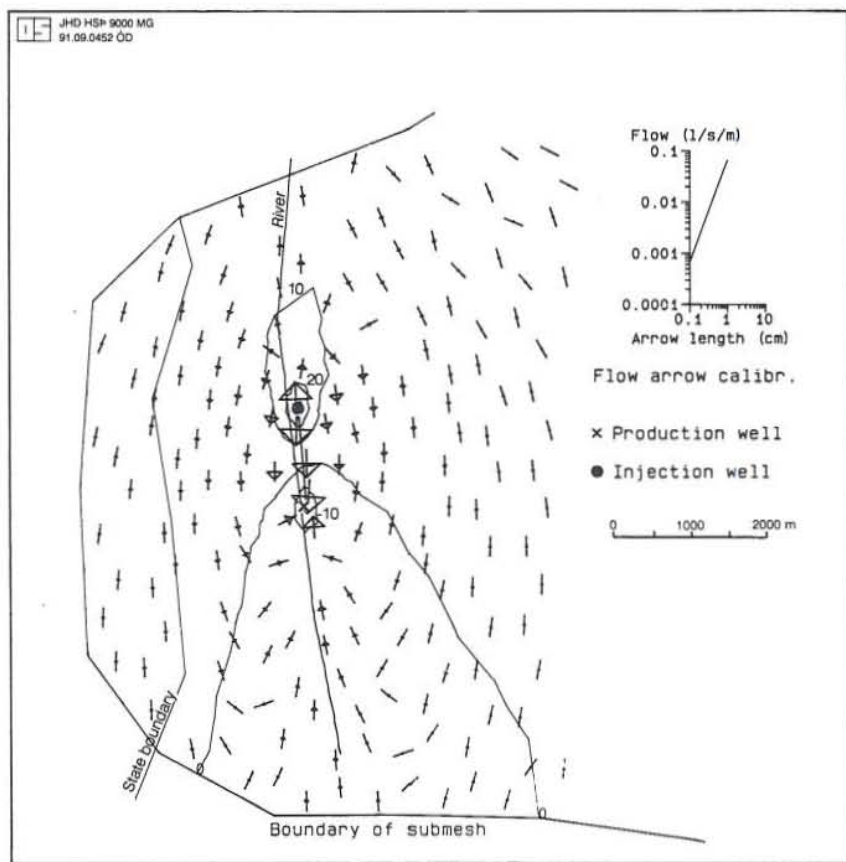 JHD HSÞ 9000 MG
91.09.0452 ÓD
Flow (l/s/m)
0.1
0.01
0.001
0.0001
0.1 1 10
Arrow length (cm)
Flow arrow calibr.
× Production well
● Injection well
0 1000 2000 m
River
10
20
-10
State boundary
0
0
Boundary of submesh